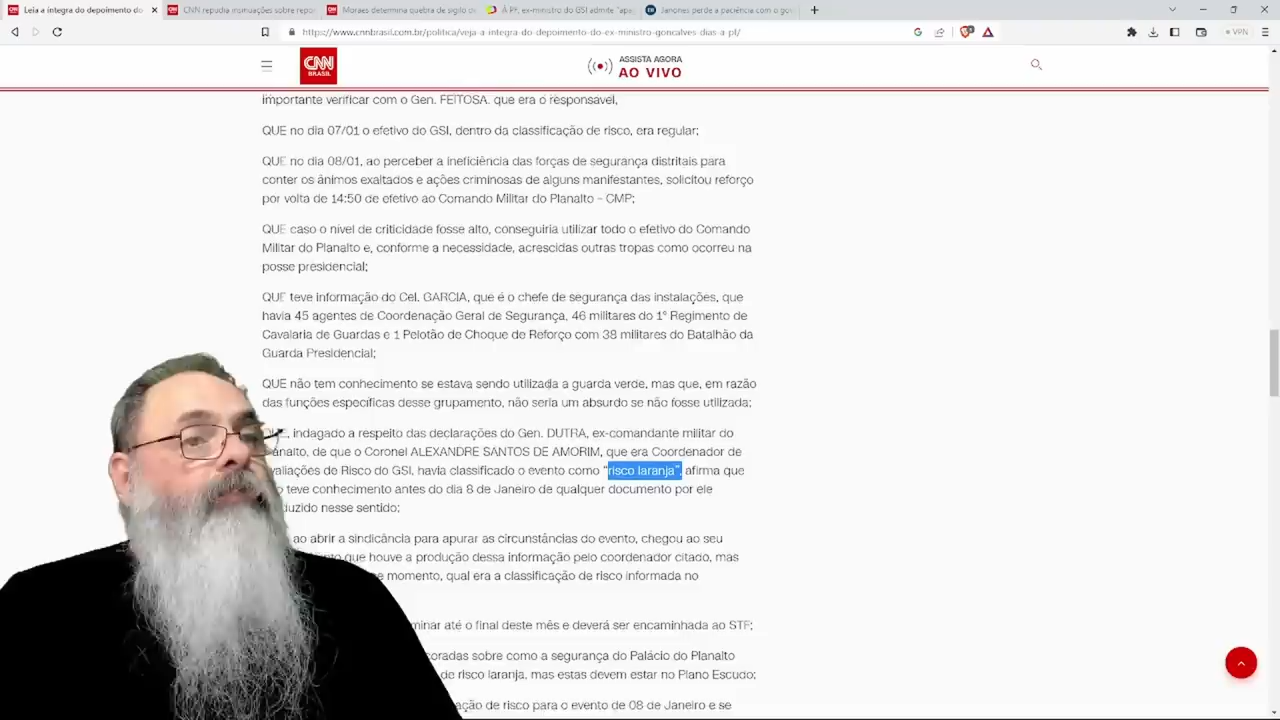 Leia a íntegra do depoimento do
CNN repudia insinuações sobre repor
Moraes determina quebra de sigilo de
À PF, ex-ministro do GSI admite "apa
Janones perde a paciência com o gov
https://www.cnnbrasil.com.br/politica/veja-a-integra-do-depoimento-do-ex-ministro-goncalves-dias-a-pf/
VPN
CNN
BRASIL
ASSISTA AGORA
AO VIVO
importante verificar com o Gen. FEITOSA. que era o responsável,
QUE no dia 07/01 o efetivo do GSI, dentro da classificação de risco, era regular;
QUE no dia 08/01, ao perceber a ineficiência das forças de segurança distritais para
conter os ânimos exaltados e ações criminosas de alguns manifestantes, solicitou reforço
por volta de 14:50 de efetivo ao Comando Militar do Planalto – CMP;
QUE caso o nível de criticidade fosse alto, conseguiria utilizar todo o efetivo do Comando
Militar do Planalto e, conforme a necessidade, acrescidas outras tropas como ocorreu na
posse presidencial;
QUE teve informação do Cel. GARCIA, que é o chefe de segurança das instalações, que
havia 45 agentes de Coordenação Geral de Segurança, 46 militares do 1º Regimento de
Cavalaria de Guardas e 1 Pelotão de Choque de Reforço com 38 militares do Batalhão da
Guarda Presidencial;
QUE não tem conhecimento se estava sendo utilizada a guarda verde, mas que, em razão
das funções específicas desse grupamento, não seria um absurdo se não fosse utilizada;
indagado a respeito das declarações do Gen. DUTRA, ex-comandante militar do
analto, de que o Coronel ALEXANDRE SANTOS DE AMORIM, que era Coordenador de
valiações de Risco do GSI, havia classificado o evento como "risco laranja", afirma que
teve conhecimento antes do dia 8 de Janeiro de qualquer documento por ele
duzido nesse sentido;
ao abrir a sindicância para apurar as circunstâncias do evento, chegou ao seu
nto que houve a produção dessa informação pelo coordenador citado, mas
e momento, qual era a classificação de risco informada no
minar até o final deste mês e deverá ser encaminhada ao STF;
oradas sobre como a segurança do Palácio do Planalto
de risco laranja, mas estas devem estar no Plano Escudo;
ação de risco para o evento de 08 de Janeiro e se